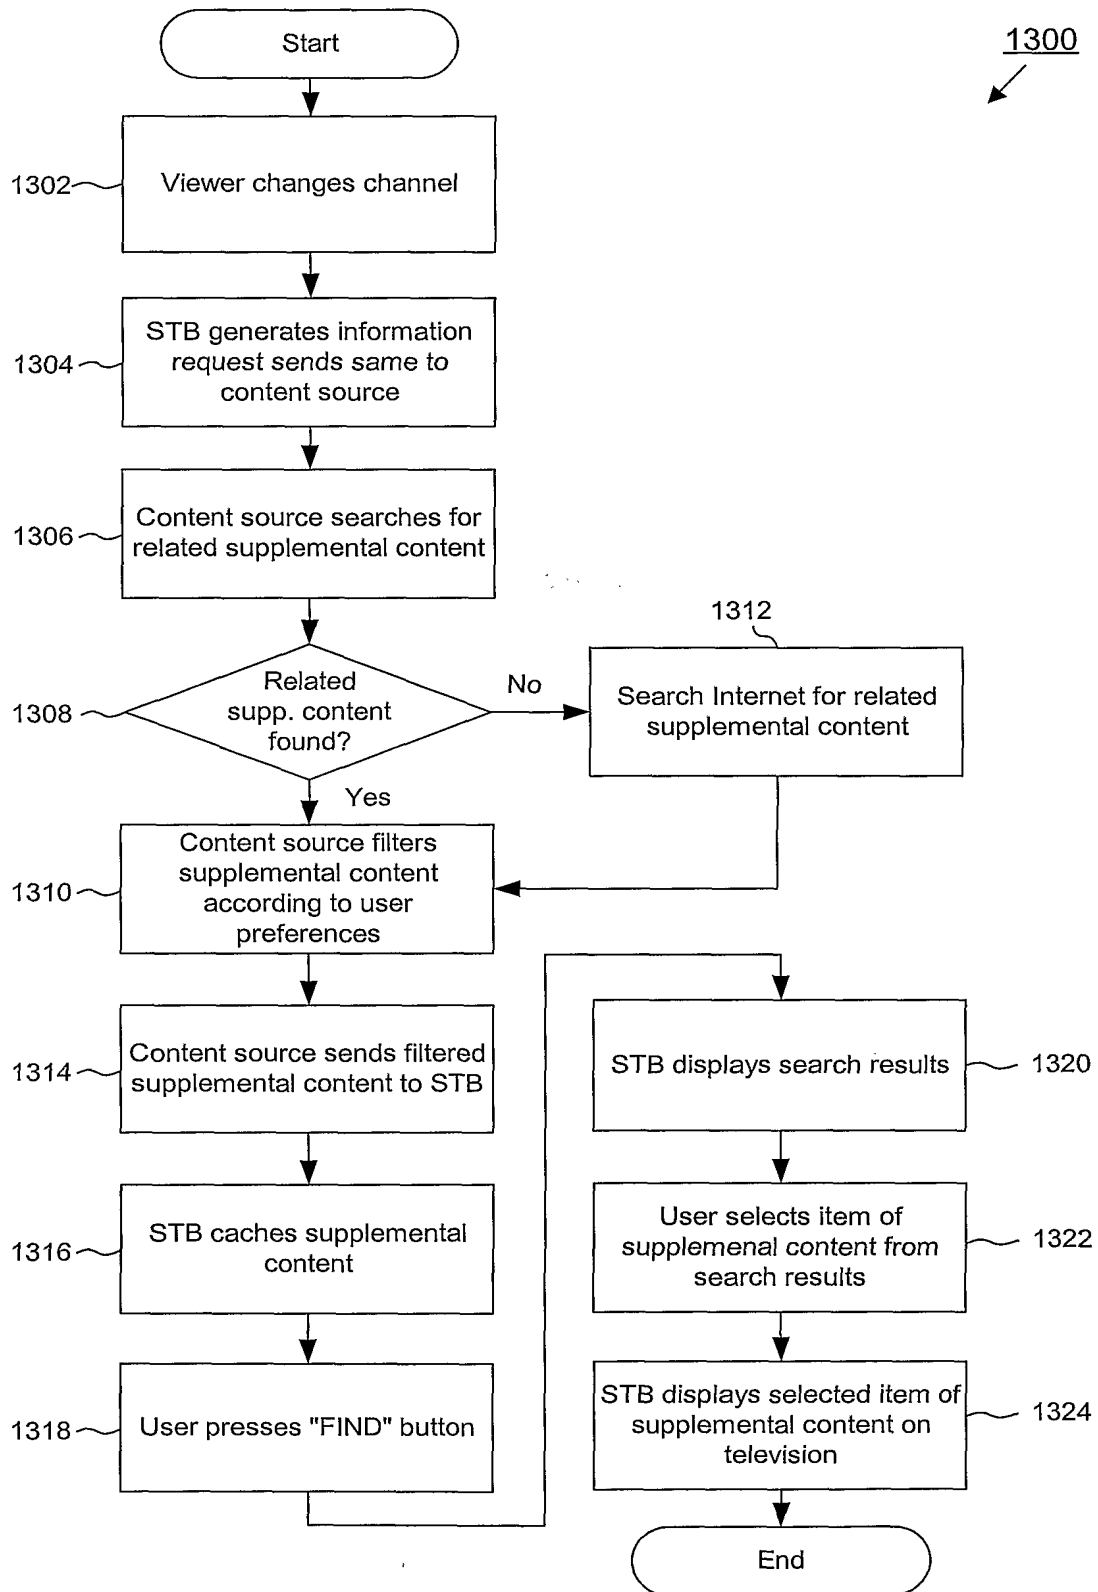 Start
1300
1302
Viewer changes channel
1304
STB generates information
request sends same to
content source
1306
Content source searches for
related supplemental content
1308
Related
supp. content
found?
No
Yes
1312
Search Internet for related
supplemental content
1310
Content source filters
supplemental content
according to user
preferences
1314
Content source sends filtered
supplemental content to STB
1316
STB caches supplemental
content
1318
User presses "FIND" button
STB displays search results
1320
User selects item of
supplemenal content from
search results
1322
STB displays selected item of
supplemental content on
television
1324
End